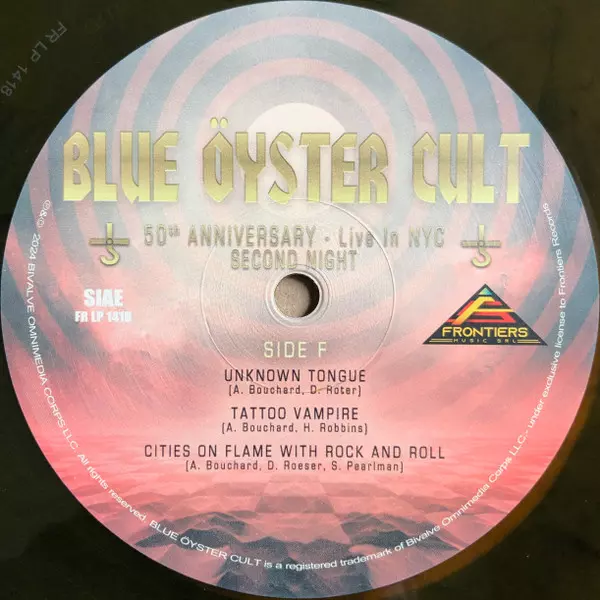 BLUE ÖYSTER CULT
50th ANNIVERSARY - Live In NYC
SECOND NIGHT
SIAE
FR LP 1418
FRONTIERS
MUSIC SRL
SIDE F
UNKNOWN TONGUE
[A. Bouchard, D. Roter]
TATTOO VAMPIRE
[A. Bouchard, H. Robbins]
CITIES ON FLAME WITH ROCK AND ROLL
[A. Bouchard, D. Roeser, S. Pearlman]
℗&© 2024 BIVALVE OMNIMEDIA CORPS LLC. All rights reserved. BLUE ÖYSTER CULT is a registered trademark of Bivalve Omnimedia Corps LLC.- under exclusive license to Frontiers Records
FR LP 1418